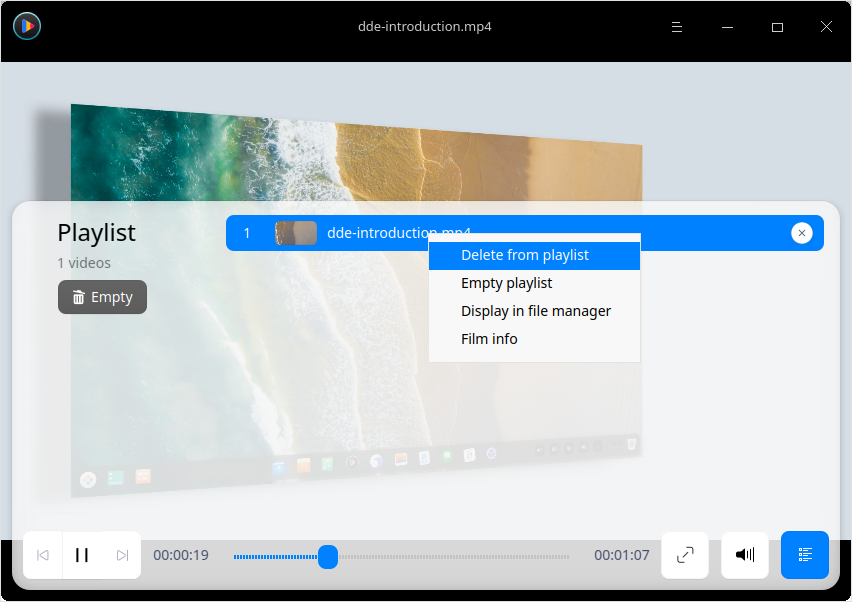 dde-introduction.mp4
Playlist
1 videos
Empty
1
dde-introduction.mp4
Delete from playlist
Empty playlist
Display in file manager
Film info
00:00:19
00:01:07